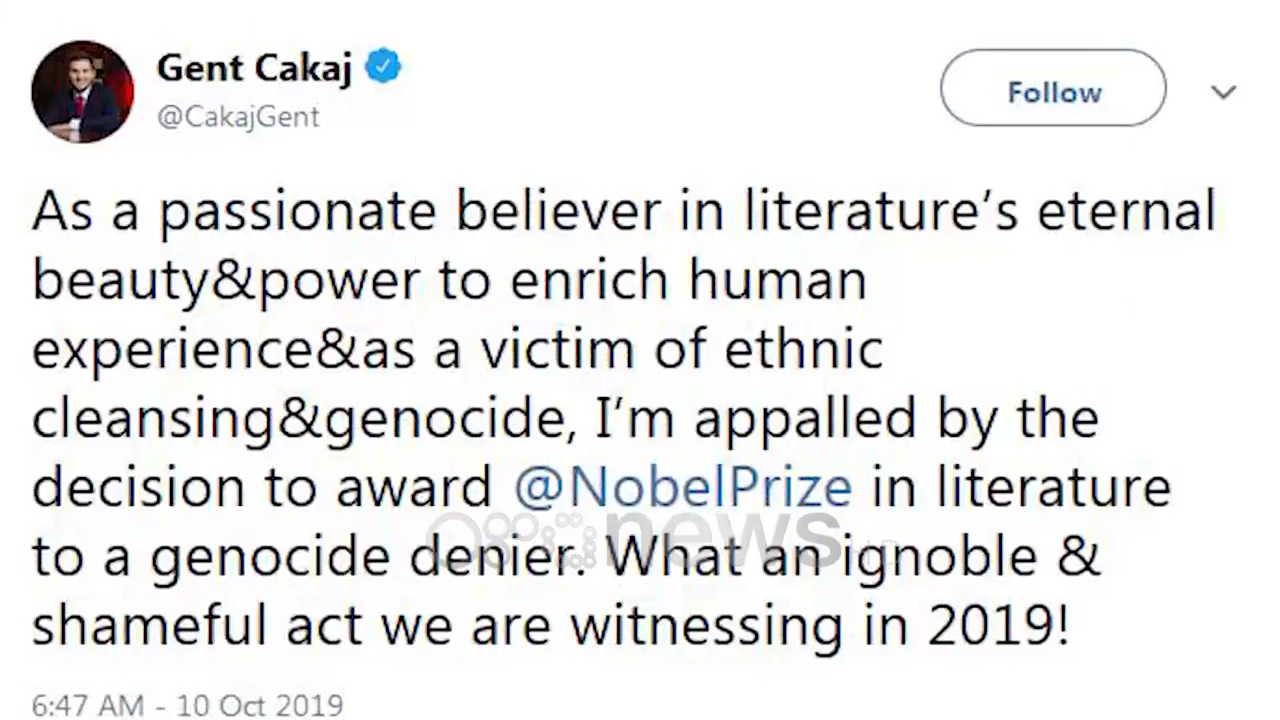 Gent Cakaj
@CakajGent
Follow
As a passionate believer in literature’s eternal
beauty&power to enrich human
experience&as a victim of ethnic
cleansing&genocide, I’m appalled by the
decision to award @NobelPrize in literature
to a genocide denier. What an ignoble &
shameful act we are witnessing in 2019!
news
6:47 AM - 10 Oct 2019